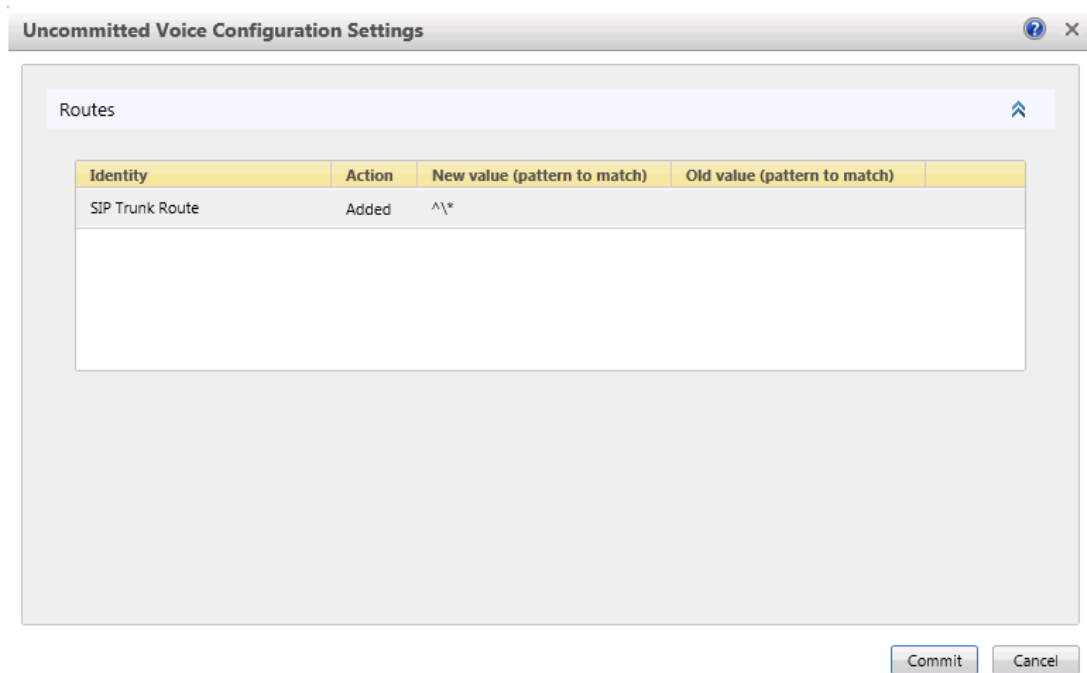 Uncommitted Voice Configuration Settings
Routes
Identity Action New value (pattern to match) Old value (pattern to match)
SIP Trunk Route Added ^\*
Commit Cancel